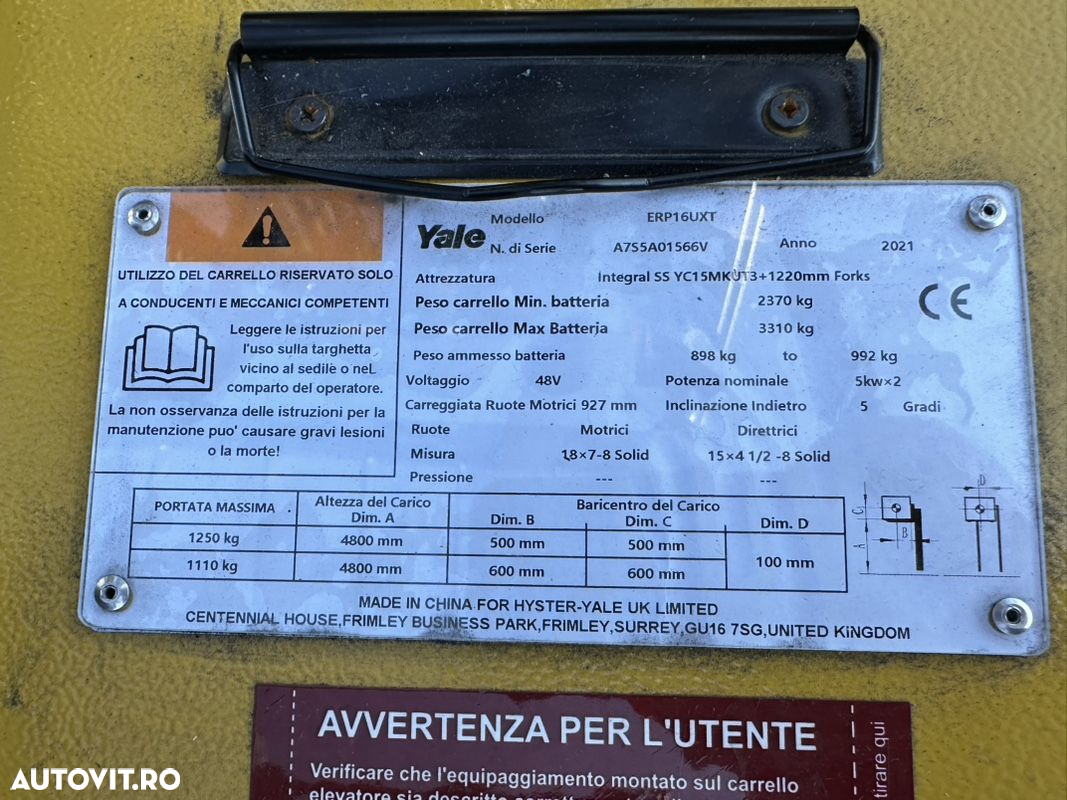 UTILIZZO DEL CARRELLO RISERVATO SOLO
A CONDUCENTI E MECCANICI COMPETENTI
Leggere le istruzioni per
l'uso sulla targhetta
vicino al sedile o nel
comparto del operatore.
La non osservanza delle istruzioni per la
manutenzione puo' causare gravi lesioni
o la morte!
Yale
Modello ERP16UXT
N. di Serie A7S5A01566V Anno 2021
Attrezzatura Integral SS YC15MKUT3+1220mm Forks
Peso carrello Min. batteria 2370 kg
Peso carrello Max Batteria 3310 kg
CE
Peso ammesso batteria 898 kg to 992 kg
Voltaggio 48V Potenza nominale 5kw×2
Carreggiata Ruote Motrici 927 mm Inclinazione Indietro 5 Gradi
Ruote Motrici Direttrici
Misura 18×7-8 Solid 15×4 1/2 -8 Solid
Pressione --- ---
PORTATA MASSIMA Altezza del Carico Dim. A Baricentro del Carico
Dim. B Dim. C Dim. D
1250 kg 4800 mm 500 mm 500 mm 100 mm
1110 kg 4800 mm 600 mm 600 mm
C A B D
MADE IN CHINA FOR HYSTER-YALE UK LIMITED
CENTENNIAL HOUSE,FRIMLEY BUSINESS PARK,FRIMLEY,SURREY,GU16 7SG,UNITED KINGDOM
AVVERTENZA PER L'UTENTE
Verificare che l'equipaggiamento montato sul carrello
elevatore sia
tirare qui
AUTOVIT.RO